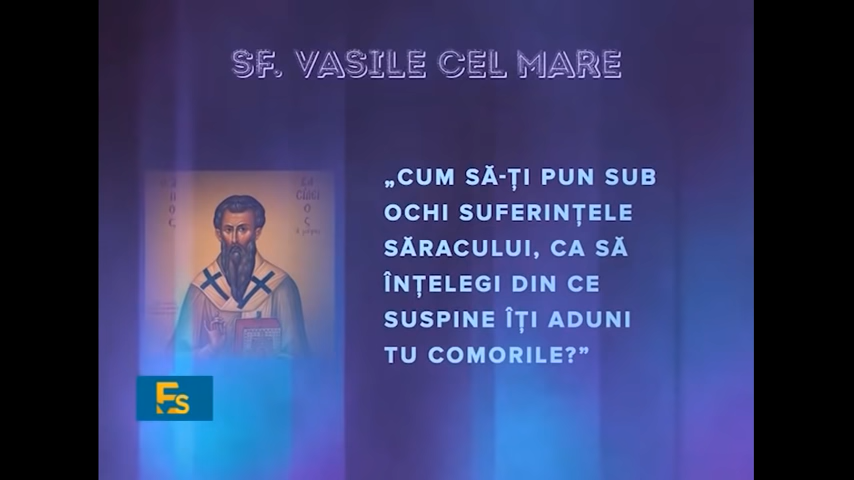 SF. VASILE CEL MARE
„CUM SĂ-ȚI PUN SUB
OCHI SUFERINȚELE
SĂRACULUI, CA SĂ
ÎNȚELEGI DIN CE
SUSPINE ÎȚI ADUNI
TU COMORILE?”
Es